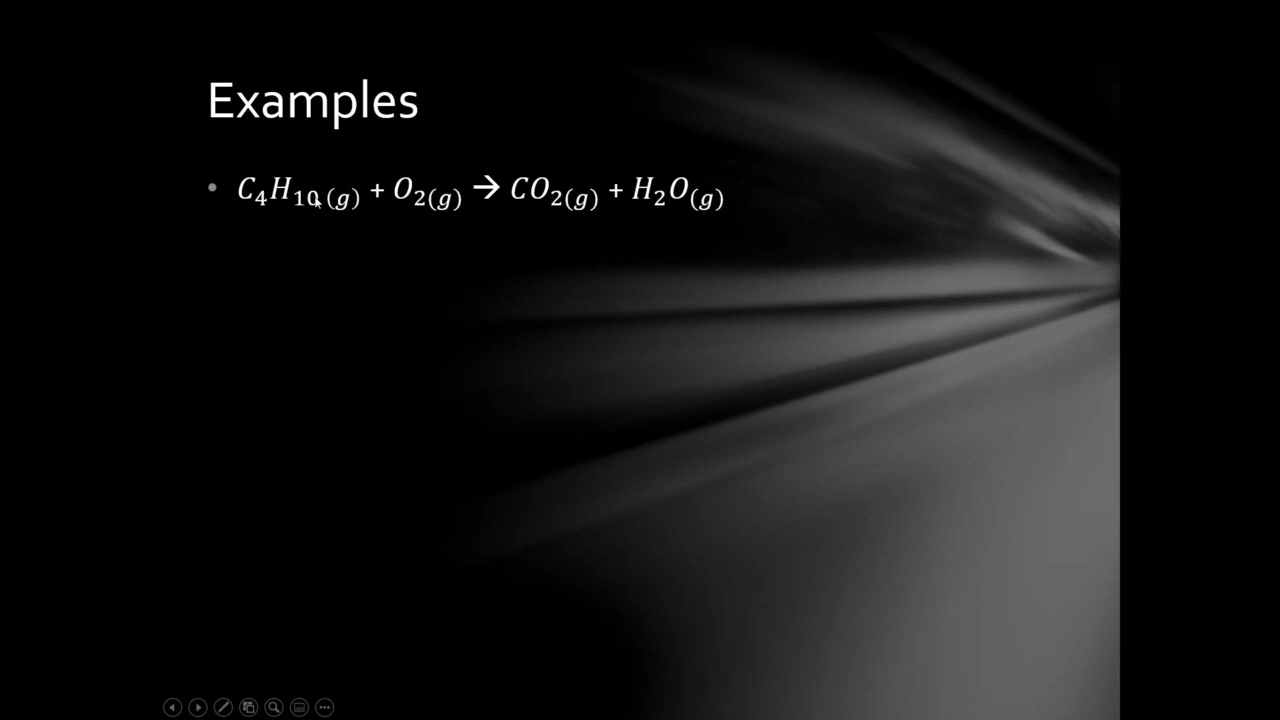 Examples
• C₄H₁₀₍g₎ + O₂₍g₎ → CO₂₍g₎ + H₂O₍g₎